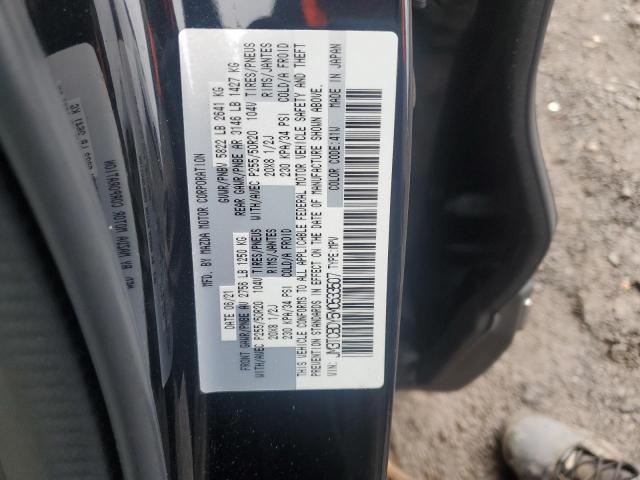 MFD. BY MAZDA MOTOR CORPORATION
DATE 06/21 GVWR/PNBV 5822 LB 2641 KG
FRONT GAWR/PNBE AV 2756 LB 1250 KG REAR GAWR/PNBE AR 3146 LB 1427 KG
WITH/AVEC P255/50R20 104V TIRES/PNEUS WITH/AVEC P255/50R20 104V TIRES/PNEUS
20X8 1/2J RIMS/JANTES 20X8 1/2J RIMS/JANTES
230 KPA/34 PSI COLD/A FROID 230 KPA/34 PSI COLD/A FROID
THIS VEHICLE CONFORMS TO ALL APPLICABLE FEDERAL MOTOR VEHICLE SAFETY AND THEFT
PREVENTION STANDARDS IN EFFECT ON THE DATE OF MANUFACTURE SHOWN ABOVE.
COLOR CODE:41W MADE IN JAPAN
VIN: JM3TCBDY5M0533507 TYPE:MPV